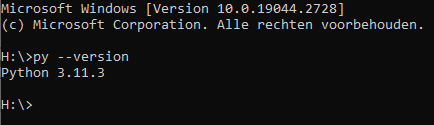 Microsoft Windows [Version 10.0.19044.2728]
(c) Microsoft Corporation. Alle rechten voorbehouden.
H:\>py --version
Python 3.11.3
H:\>